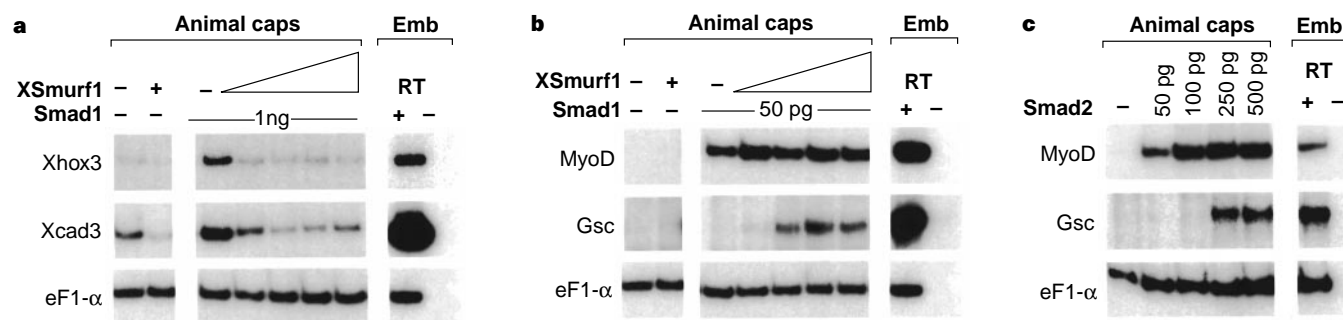 a
Animal caps
Emb
XSmurf1 – + – RT
Smad1 – – 1ng + –
Xhox3
Xcad3
eF1-α
b
Animal caps
Emb
XSmurf1 – + – RT
Smad1 – – 50 pg + –
MyoD
Gsc
eF1-α
c
Animal caps
Emb
RT
Smad2 – 50 pg 100 pg 250 pg 500 pg + –
MyoD
Gsc
eF1-α